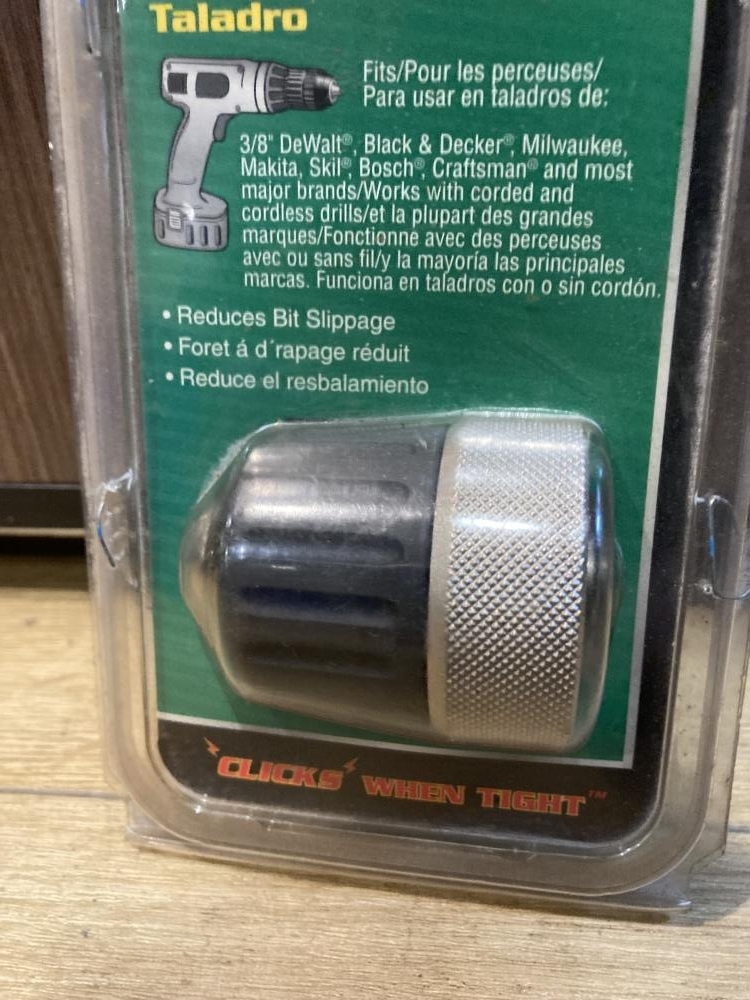 Taladro
Fits/Pour les perceuses/
Para usar en taladros de:
3/8" DeWalt®, Black & Decker®, Milwaukee,
Makita, Skil®, Bosch®, Craftsman® and most
major brands/Works with corded and
cordless drills/et la plupart des grandes
marques/Fonctionne avec des perceuses
avec ou sans fil/y la mayoría las principales
marcas. Funciona en taladros con o sin cordón.
• Reduces Bit Slippage
• Foret á d´rapage réduit
• Reduce el resbalamiento
"CLICKS" WHEN TIGHT™